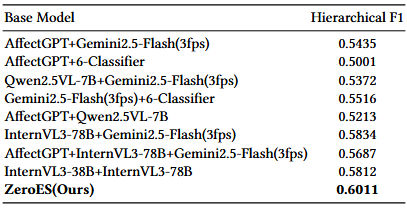 Base Model Hierarchical F1
AffectGPT+Gemini2.5-Flash(3fps) 0.5435
AffectGPT+6-Classifier 0.5001
Qwen2.5VL-7B+Gemini2.5-Flash(3fps) 0.5372
Gemini2.5-Flash(3fps)+6-Classifier 0.5516
AffectGPT+Qwen2.5VL-7B 0.5213
InternVL3-78B+Gemini2.5-Flash(3fps) 0.5834
AffectGPT+InternVL3-78B+Gemini2.5-Flash(3fps) 0.5687
InternVL3-38B+InternVL3-78B 0.5812
ZeroES(Ours) 0.6011